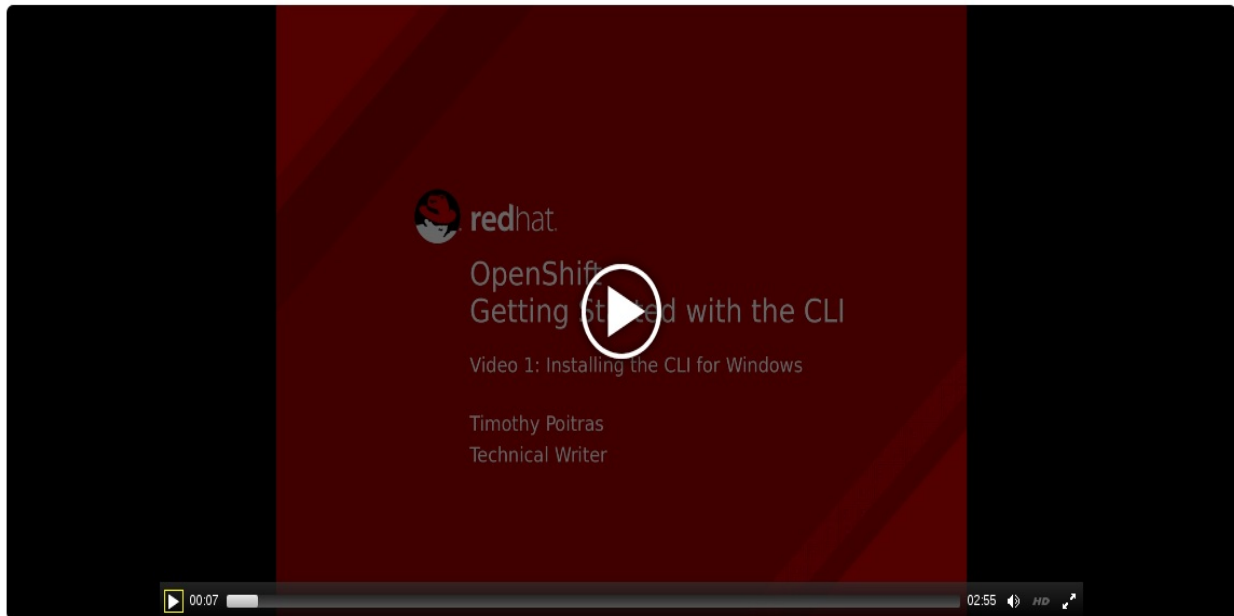 redhat.
OpenShift
Getting Started with the CLI
Video 1: Installing the CLI for Windows
Timothy Poitras
Technical Writer
00:07 02:55 HD